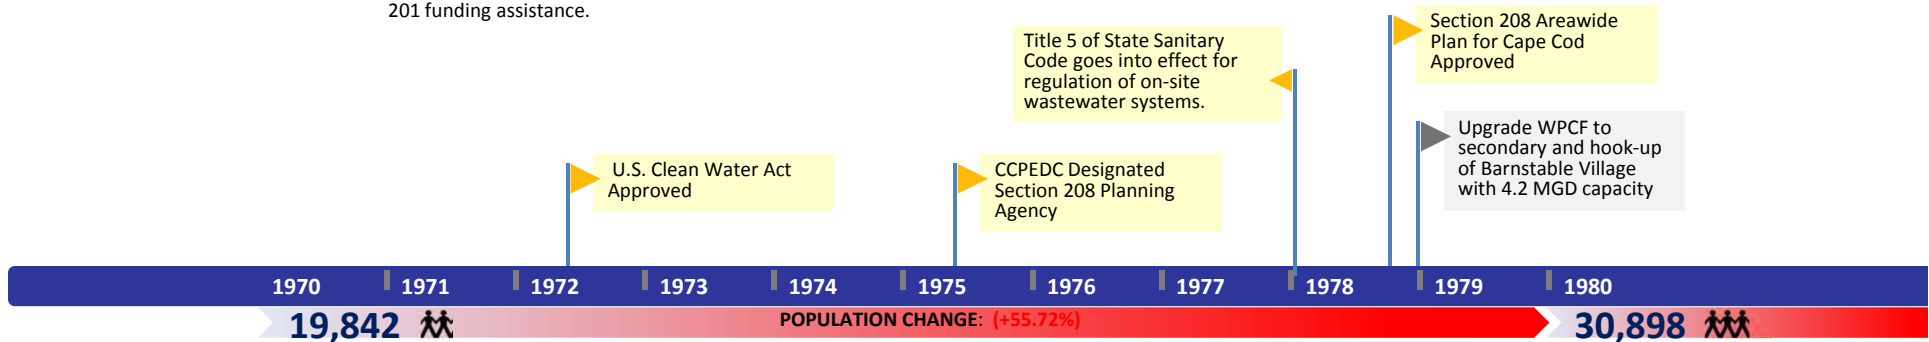 201 funding assistance.
Title 5 of State Sanitary
Code goes into effect for
regulation of on-site
wastewater systems.
Section 208 Areawide
Plan for Cape Cod
Approved
Upgrade WPCF to
secondary and hook-up
of Barnstable Village
with 4.2 MGD capacity
U.S. Clean Water Act
Approved
CCPEDC Designated
Section 208 Planning
Agency
1970 1971 1972 1973 1974 1975 1976 1977 1978 1979 1980
19,842 POPULATION CHANGE: (+55.72%) 30,898